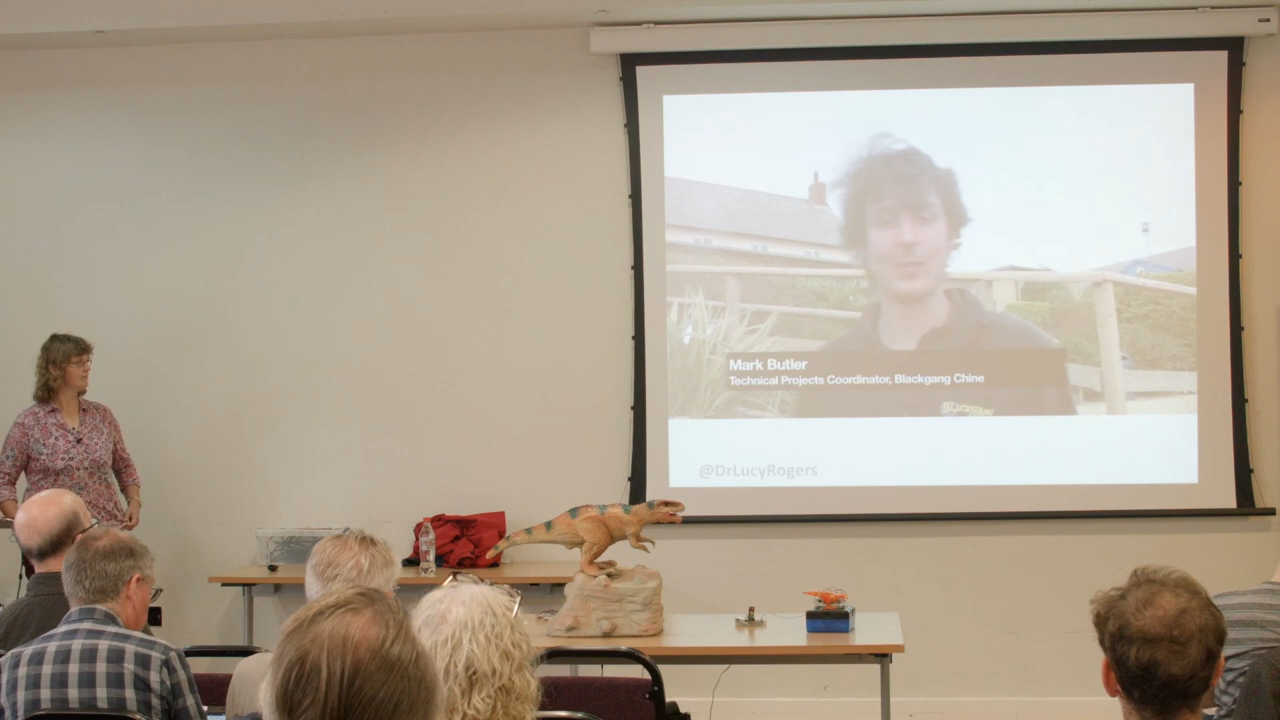 Mark Butler
Technical Projects Coordinator, Blackgang Chine
@DrLucyRogers